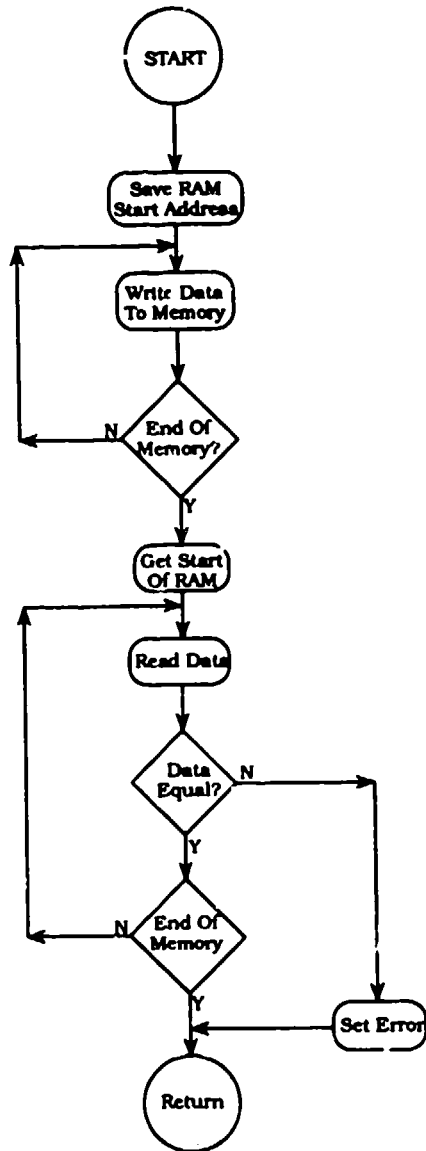 START
Save RAM
Start Address
Write Data
To Memory
End Of
Memory?
N
Y
Get Start
Of RAM
Read Data
Data
Equal?
N
Y
End Of
Memory
N
Y
Set Error
Return